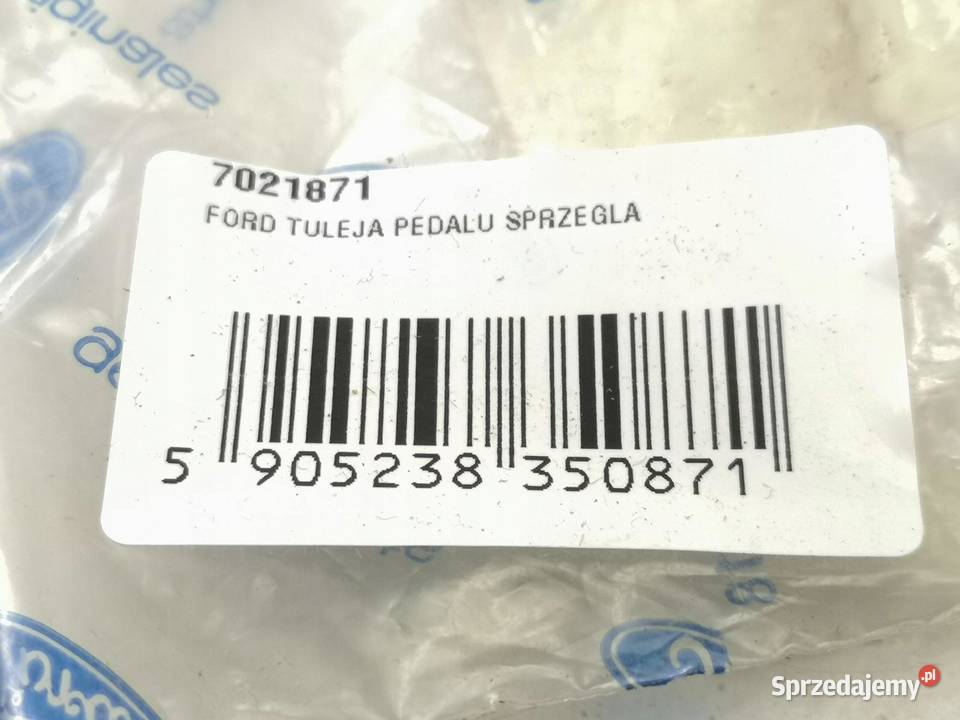 7021871
FORD TULEJA PEDALU SPRZEGLA
5 905238 350871
Sprzedajemy.pl